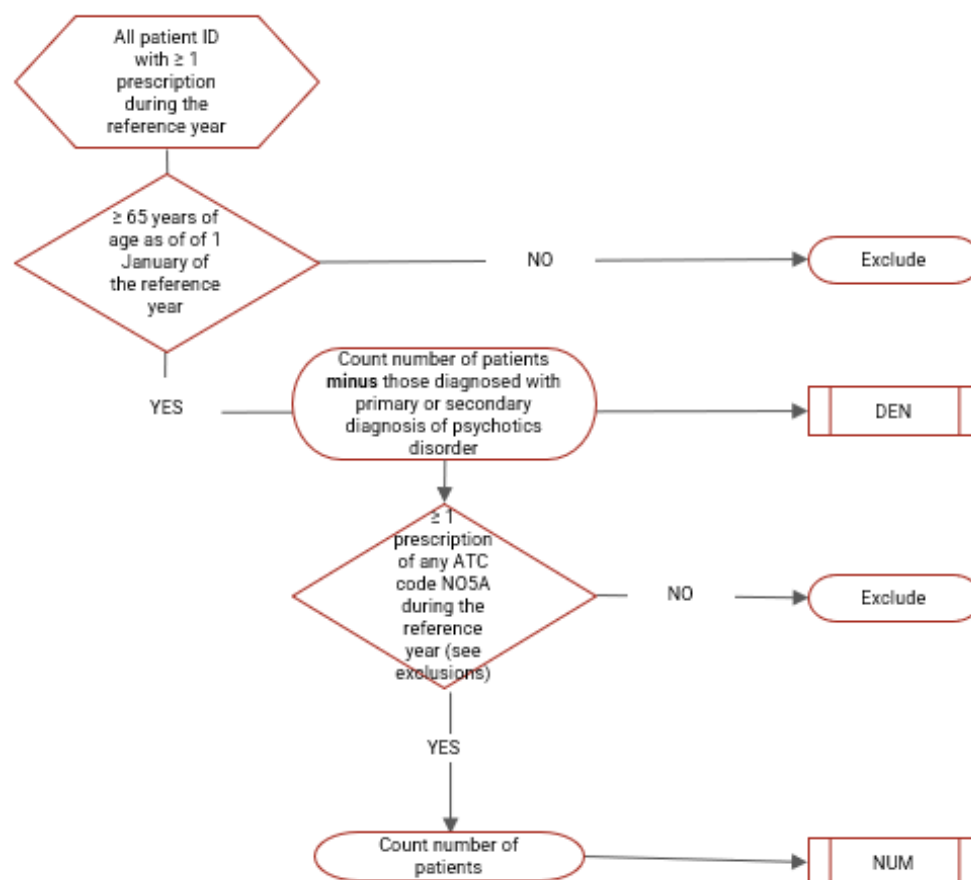 All patient ID
with ≥ 1
prescription
during the
reference year
≥ 65 years of
age as of of 1
January of
the reference
year
NO
Exclude
YES
Count number of patients
minus those diagnosed with
primary or secondary
diagnosis of psychotics
disorder
DEN
≥ 1
prescription
of any ATC
code NO5A
during the
reference
year (see
exclusions)
NO
Exclude
YES
Count number of
patients
NUM